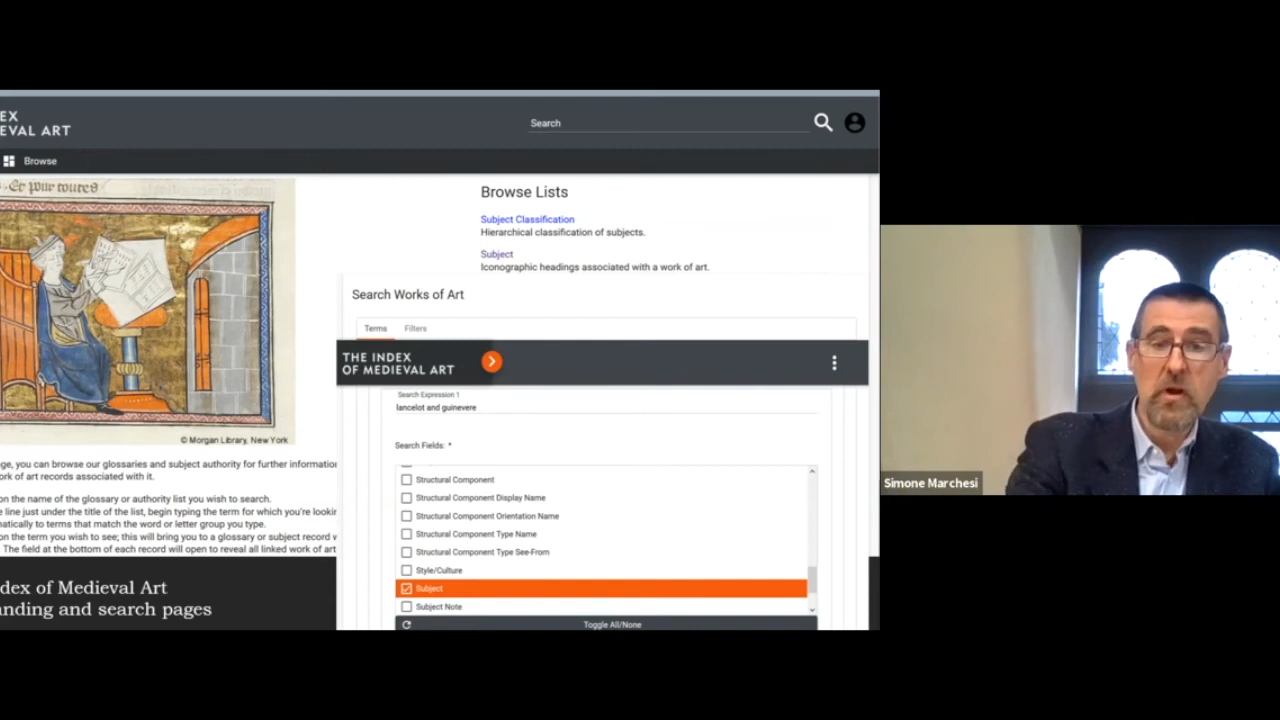 EX
EVAL ART
Search
Browse
Et pour toutes
Browse Lists
Subject Classification
Hierarchical classification of subjects.
Subject
Iconographic headings associated with a work of art.
Search Works of Art
Terms Filters
THE INDEX
OF MEDIEVAL ART
Search Expression 1
lancelot and guinevere
Search Fields: *
Structural Component
Structural Component Display Name
Structural Component Orientation Name
Structural Component Type Name
Structural Component Type See-From
Style/Culture
Subject
Subject Note
Toggle All/None
© Morgan Library, New York
ge, you can browse our glossaries and subject authority for further information
ork of art records associated with it.
on the name of the glossary or authority list you wish to search.
e line just under the title of the list, begin typing the term for which you're lookin
natically to terms that match the word or letter group you type.
on the term you wish to see; this will bring you to a glossary or subject record w
The field at the bottom of each record will open to reveal all linked work of art
dex of Medieval Art
anding and search pages
Simone Marchesi